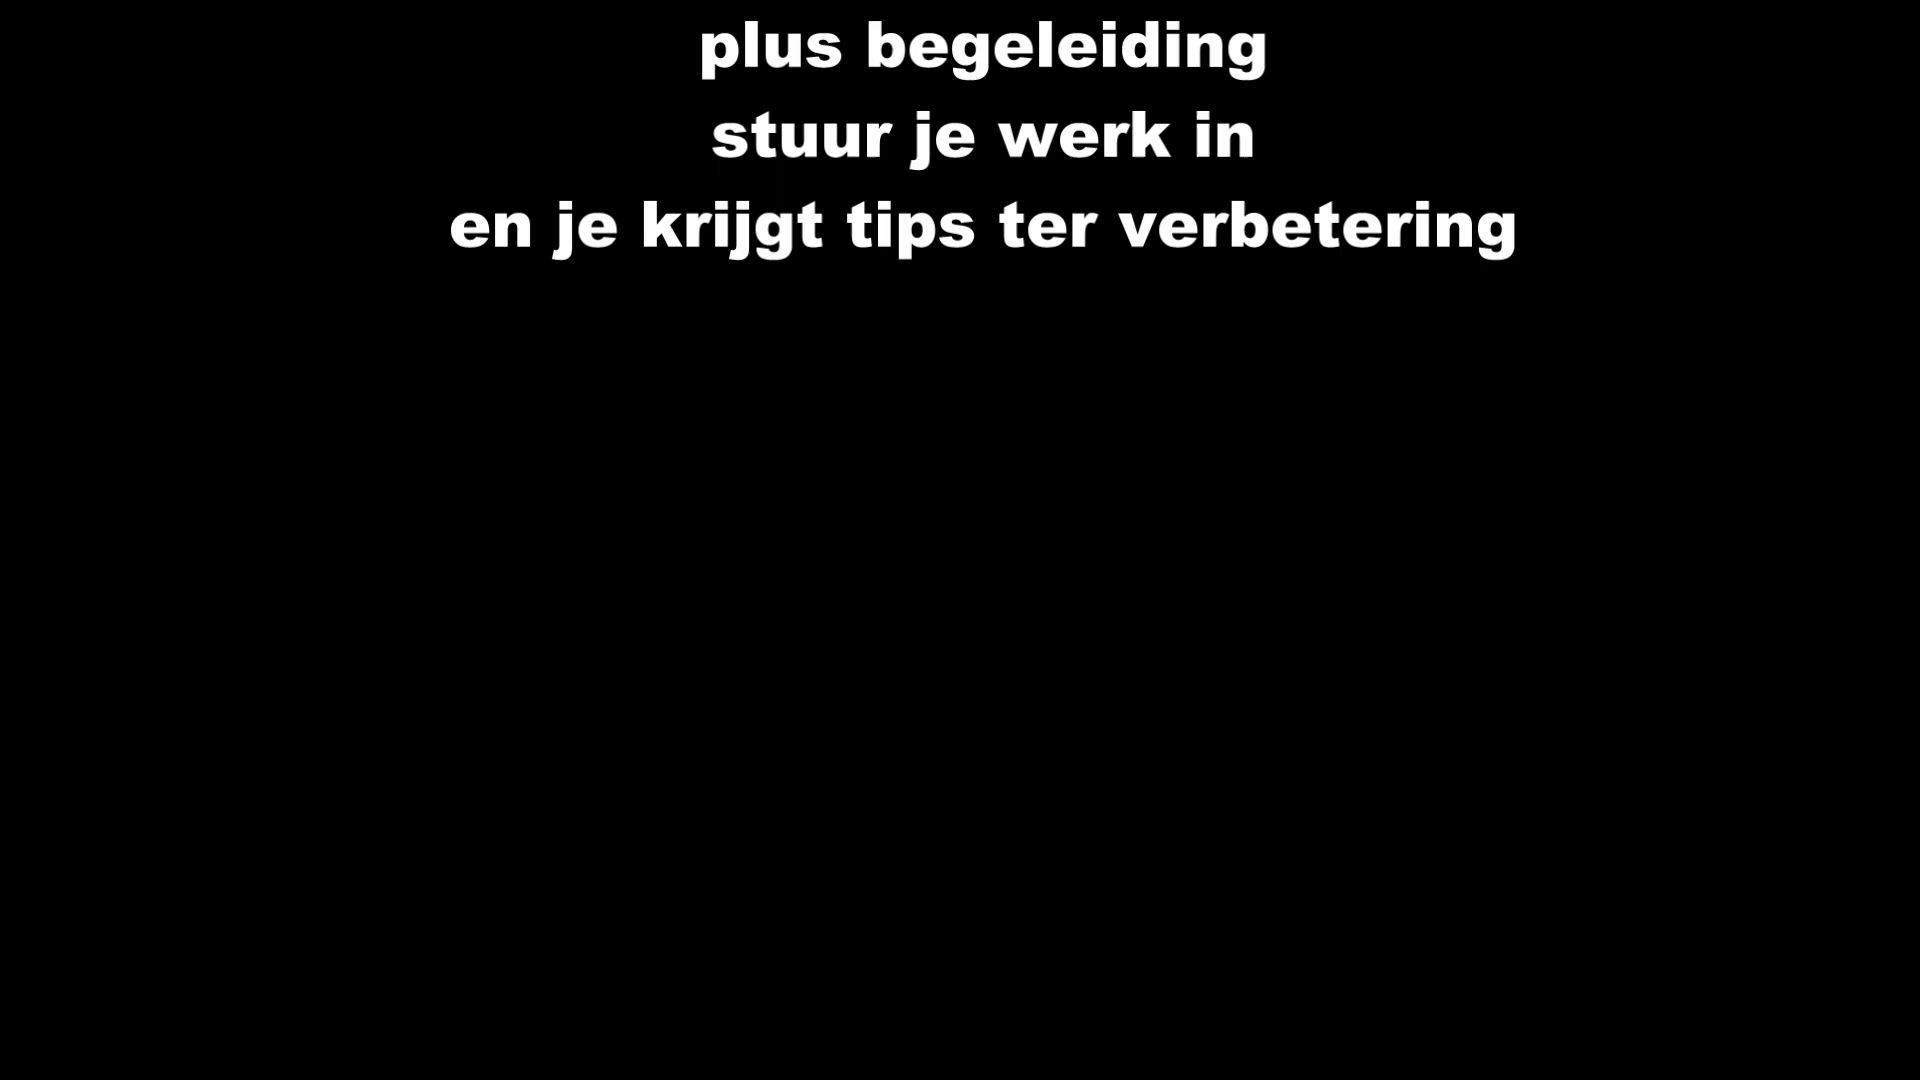 plus begeleiding
stuur je werk in
en je krijgt tips ter verbetering